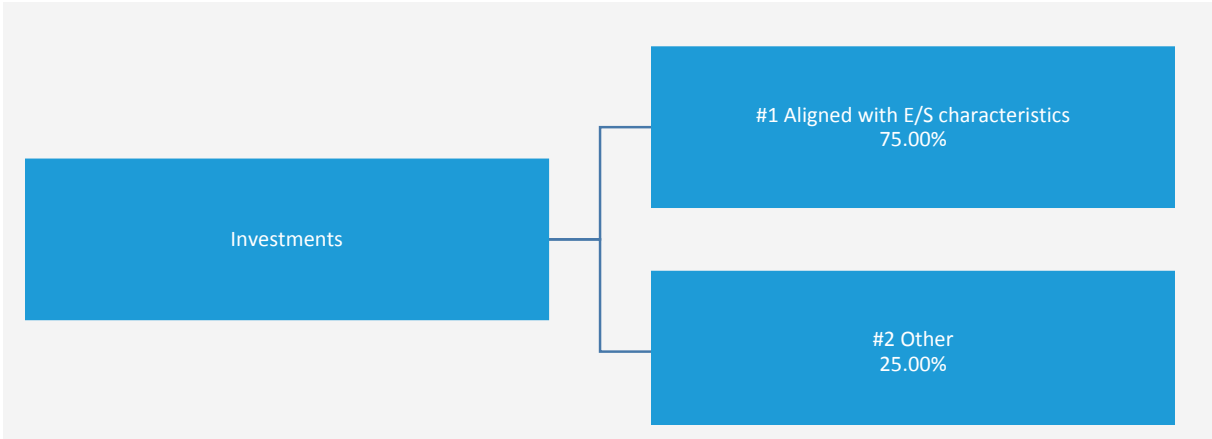 Investments
#1 Aligned with E/S characteristics
75.00%
#2 Other
25.00%